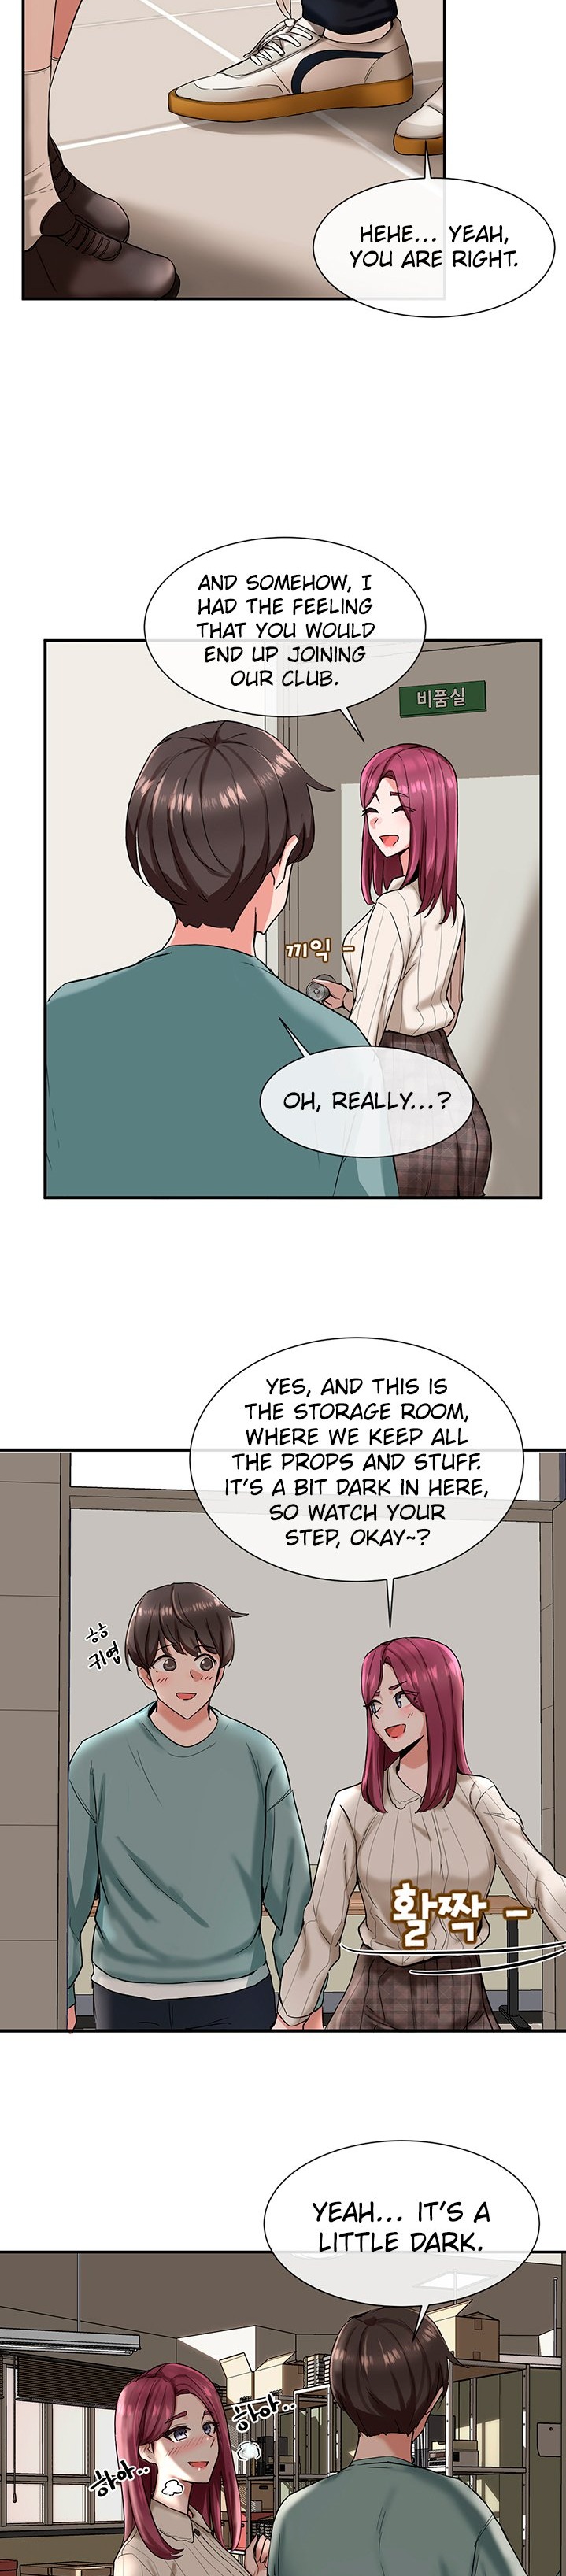 HEHE... YEAH,
YOU ARE RIGHT.
AND SOMEHOW, I
HAD THE FEELING
THAT YOU WOULD
END UP JOINING
OUR CLUB.
비품실
끼익 -
OH, REALLY...?
YES, AND THIS IS
THE STORAGE ROOM,
WHERE WE KEEP ALL
THE PROPS AND STUFF.
IT'S A BIT DARK IN HERE,
SO WATCH YOUR
STEP, OKAY~?
ㅎㅎ
귀엽
활짝 -
YEAH... IT'S A
LITTLE DARK.
하아..
하아..